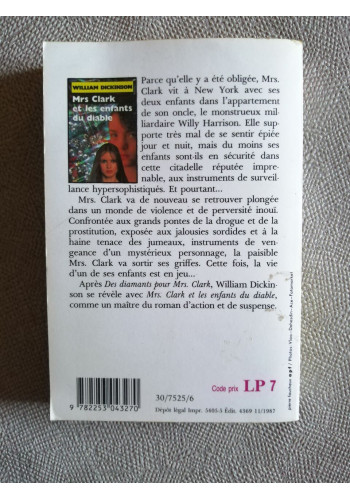 WILLIAM DICKINSON
Mrs Clark
et les enfants
du diable
Parce qu'elle y a été obligée, Mrs.
Clark vit à New York avec ses
deux enfants dans l'appartement
de son oncle, le monstrueux mil-
liardaire Willy Harrison. Elle sup-
porte très mal de se sentir épiée
jour et nuit, mais du moins ses
enfants sont-ils en sécurité dans
cette citadelle réputée impre-
nable, aux instruments de surveil-
lance hypersophistiqués. Et pourtant...
Mrs. Clark va de nouveau se retrouver plongée
dans un monde de violence et de perversité inouï.
Confrontée aux grands pontes de la drogue et de la
prostitution, exposée aux jalousies sordides et à la
haine tenace des jumeaux, instruments de ven-
geance d'un mystérieux personnage, la paisible
Mrs. Clark va sortir ses griffes. Cette fois, la vie
d'un de ses enfants est en jeu...
Après Des diamants pour Mrs. Clark, William Dickin-
son se révèle avec Mrs. Clark et les enfants du diable,
comme un maître du roman d'action et de suspense.
Code prix LP 7
9 782253 043270
30/7525/6
Dépôt légal Impr. 5693-5 Édit. 6369 11/1987